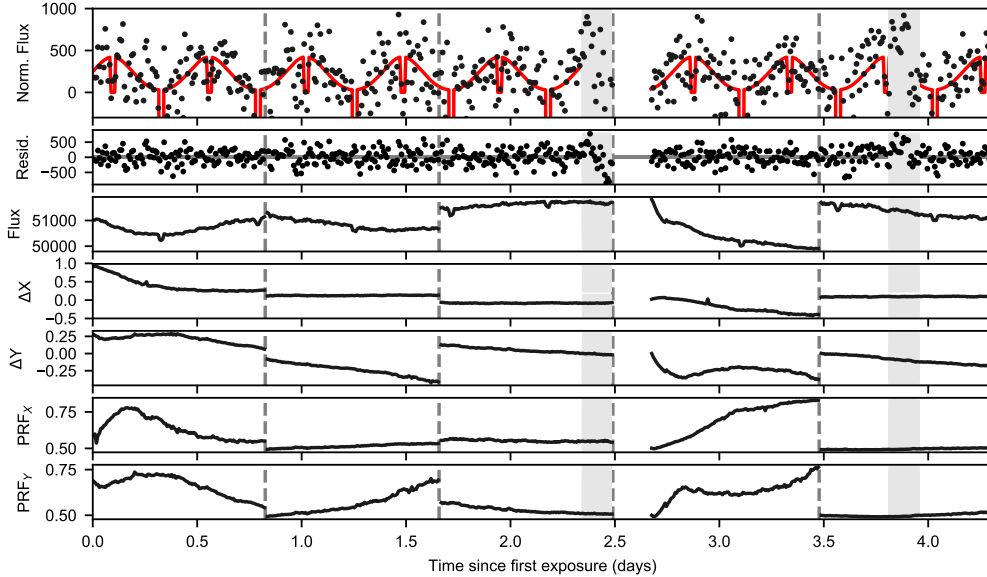 1000
500
0
Norm. Flux
500
0
−500
Resid.
51000
50000
Flux
1.0
0.5
0.0
−0.5
ΔX
0.25
0.00
−0.25
ΔY
0.75
0.50
PRFX
0.75
0.50
PRFY
0.0 0.5 1.0 1.5 2.0 2.5 3.0 3.5 4.0
Time since first exposure (days)